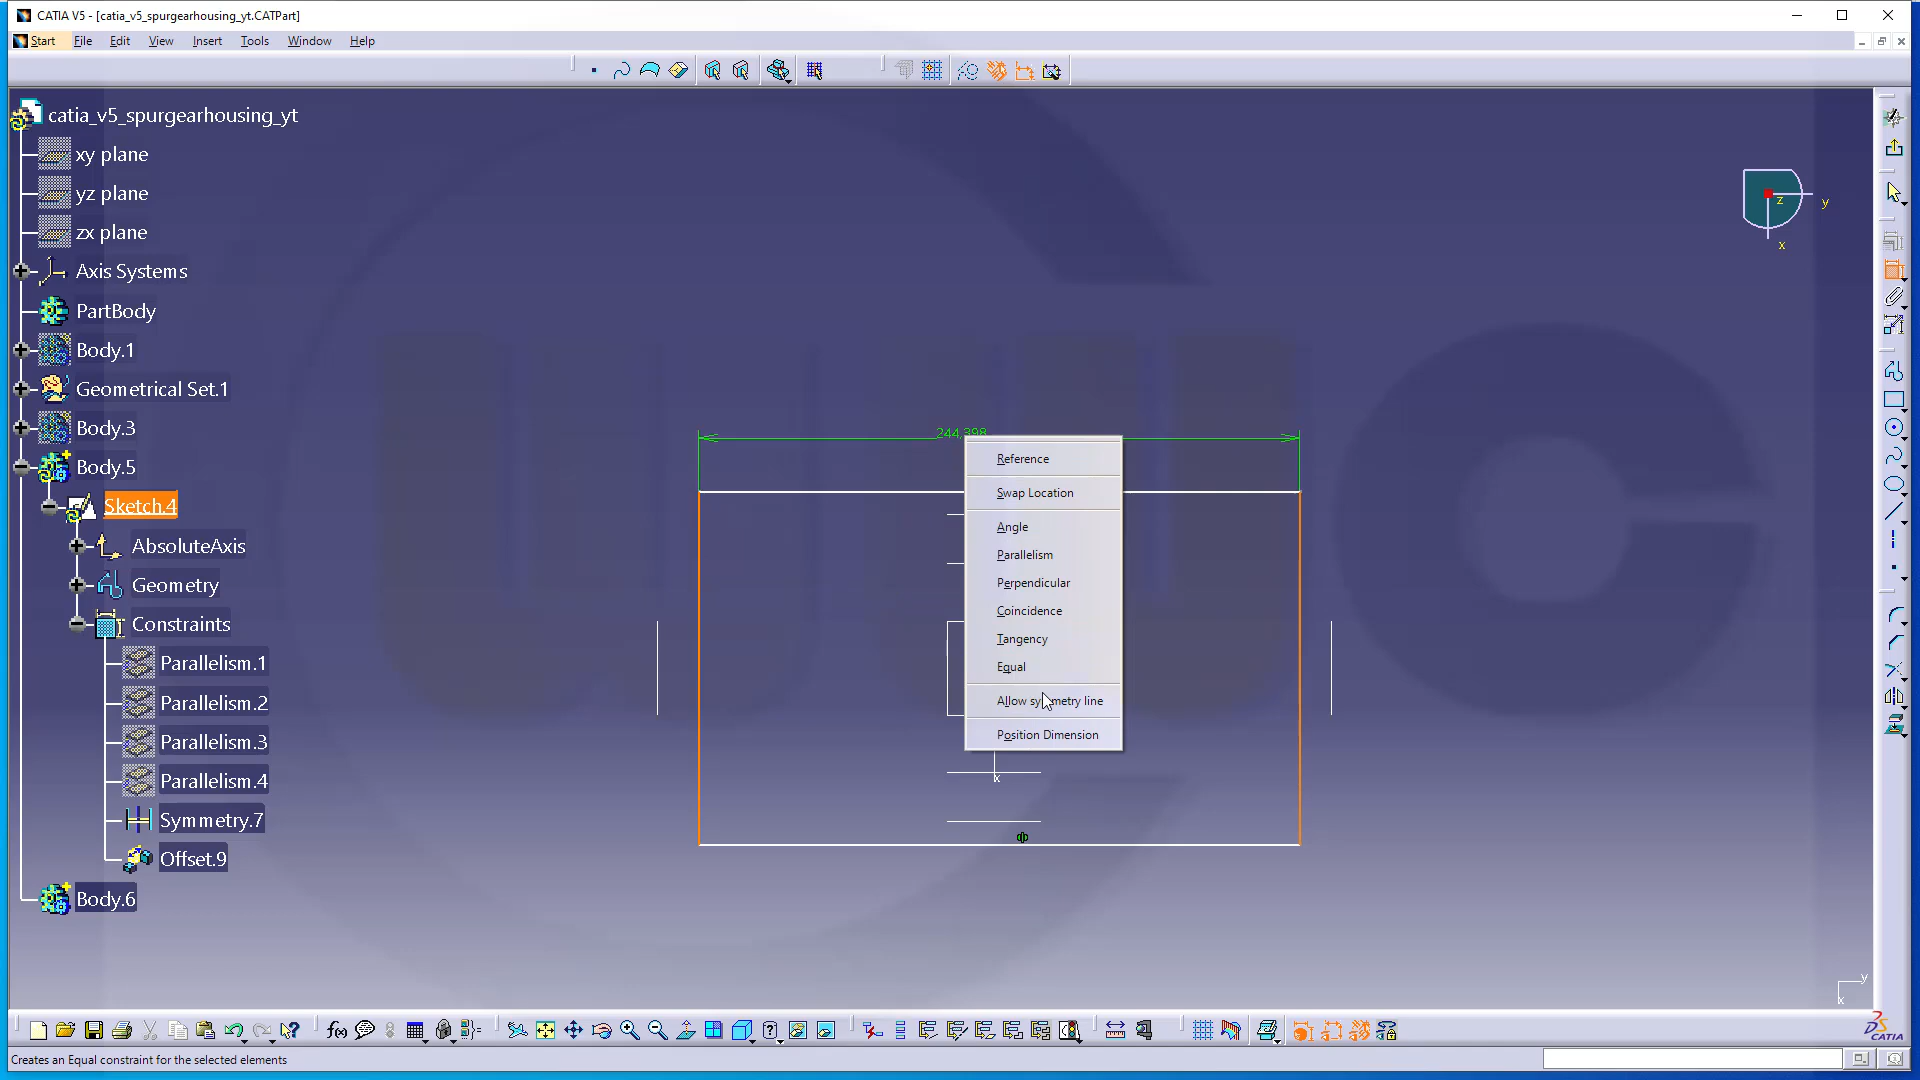 CATIA V5 - [catia_v5_spurgearhousing_yt.CATPart]
Start File Edit View Insert Tools Window Help
catia_v5_spurgearhousing_yt
xy plane
yz plane
zx plane
Axis Systems
PartBody
Body.1
Geometrical Set.1
Body.3
Body.5
Sketch.4
AbsoluteAxis
Geometry
Constraints
Parallelism.1
Parallelism.2
Parallelism.3
Parallelism.4
Symmetry.7
Offset.9
Body.6
z
y
x
244,398
Reference
Swap Location
Angle
Parallelism
Perpendicular
Coincidence
Tangency
Equal
Allow symmetry line
Position Dimension
x
y
x
CATIA
Creates an Equal constraint for the selected elements